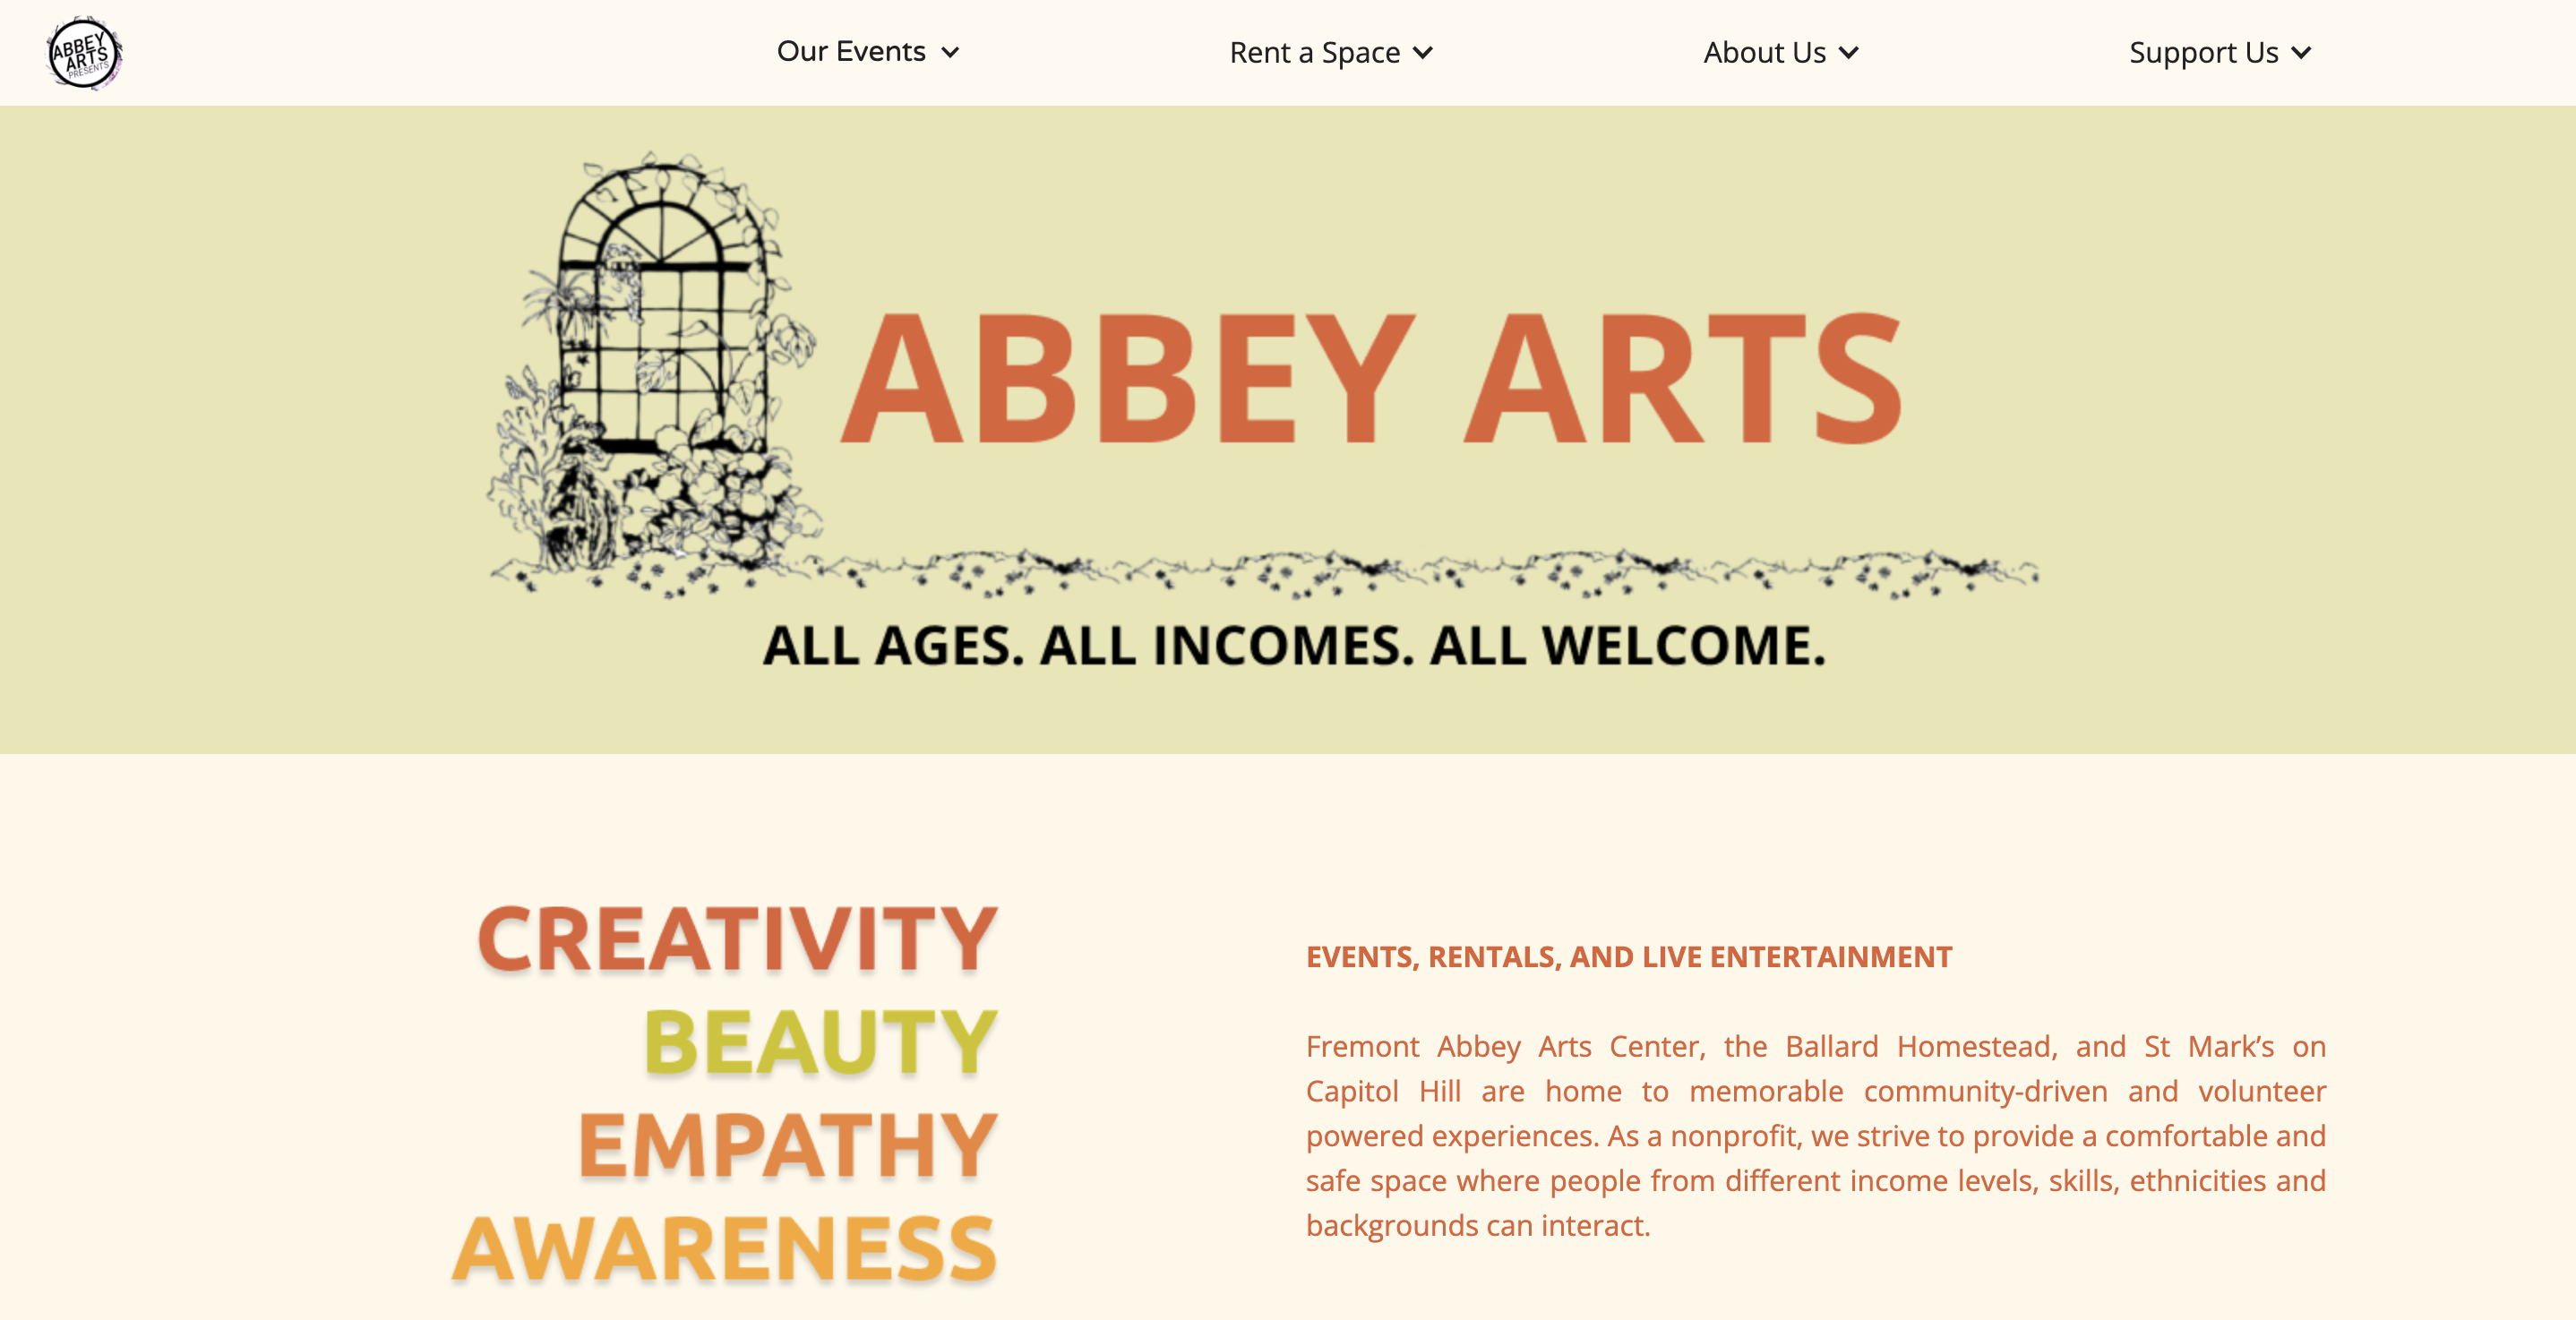 ABBEY
ARTS
PRESENTS
Our Events
Rent a Space
About Us
Support Us
ABBEY ARTS
ALL AGES. ALL INCOMES. ALL WELCOME.
CREATIVITY
BEAUTY
EMPATHY
AWARENESS
EVENTS, RENTALS, AND LIVE ENTERTAINMENT
Fremont Abbey Arts Center, the Ballard Homestead, and St Mark’s on
Capitol Hill are home to memorable community-driven and volunteer
powered experiences. As a nonprofit, we strive to provide a comfortable and
safe space where people from different income levels, skills, ethnicities and
backgrounds can interact.